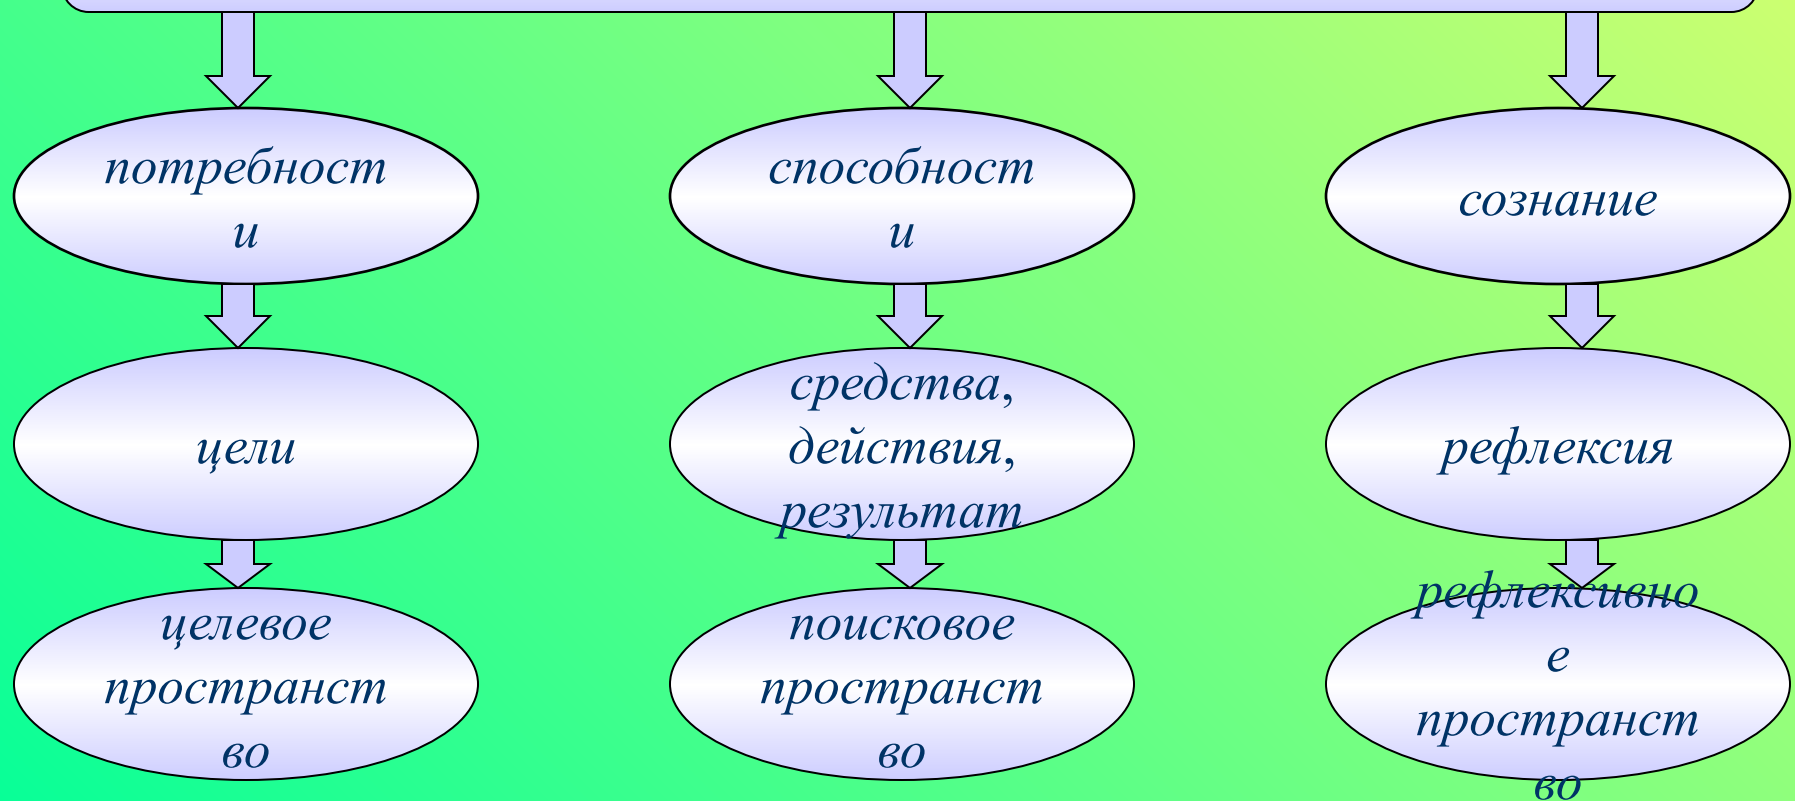 потребност
и
способност
и
сознание
цели
средства,
действия,
результат
рефлексия
целевое
пространст
во
поисковое
пространст
во
рефлексивно
е
пространст
во